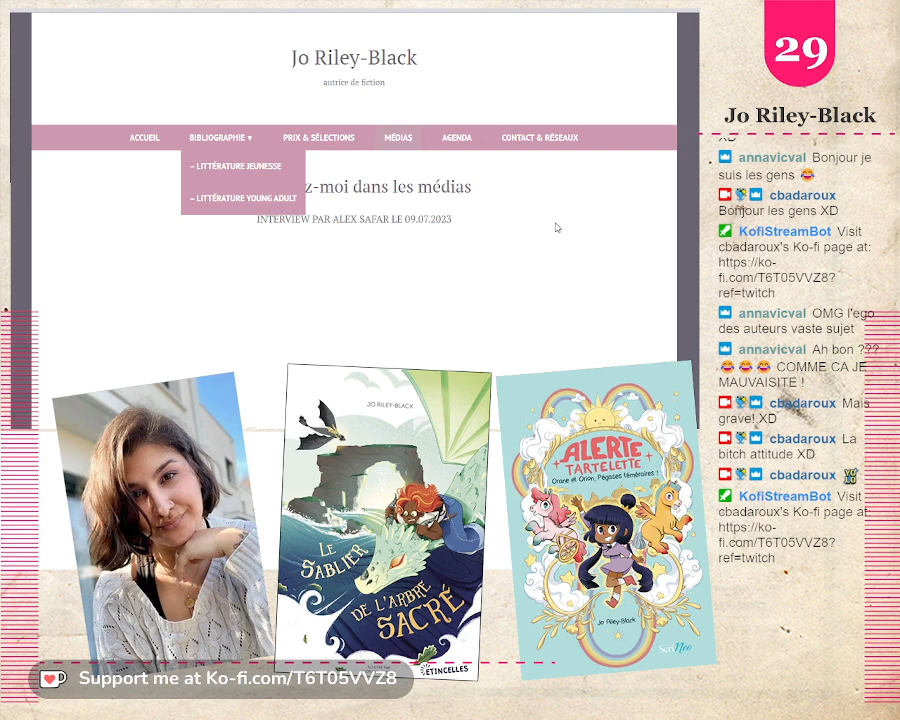 Jo Riley-Black
autrice de fiction
ACCUEIL BIBLIOGRAPHIE ▾ PRIX & SÉLECTIONS MÉDIAS AGENDA CONTACT & RÉSEAUX
– LITTÉRATURE JEUNESSE
– LITTÉRATURE YOUNG ADULT
z-moi dans les médias
INTERVIEW PAR ALEX SAFAR LE 09.07.2023
JO RILEY-BLACK
LE
SABLIER
DE L'ARBRE
SACRÉ
ÉTINCELLES
ALERTE
TARTELETTE
Orane et Orion, Pégases téméraires !
Jo Riley-Black
ScriNeo
Support me at Ko-fi.com/T6T05VVZ8
29
Jo Riley-Black
XD
annavicval Bonjour je
suis les gens 😂
cbadaroux
Bonjour les gens XD
KofiStreamBot Visit
cbadaroux's Ko-fi page at:
https://ko-
fi.com/T6T05VVZ8?
ref=twitch
annavicval OMG l'ego
des auteurs vaste sujet
annavicval Ah bon ???
😂 😂 😂 COMME CA JE
MAUVAISITE !
cbadaroux Mais
grave! XD
cbadaroux La
bitch attitude XD
cbadaroux
KofiStreamBot Visit
cbadaroux's Ko-fi page at:
https://ko-
fi.com/T6T05VVZ8?
ref=twitch